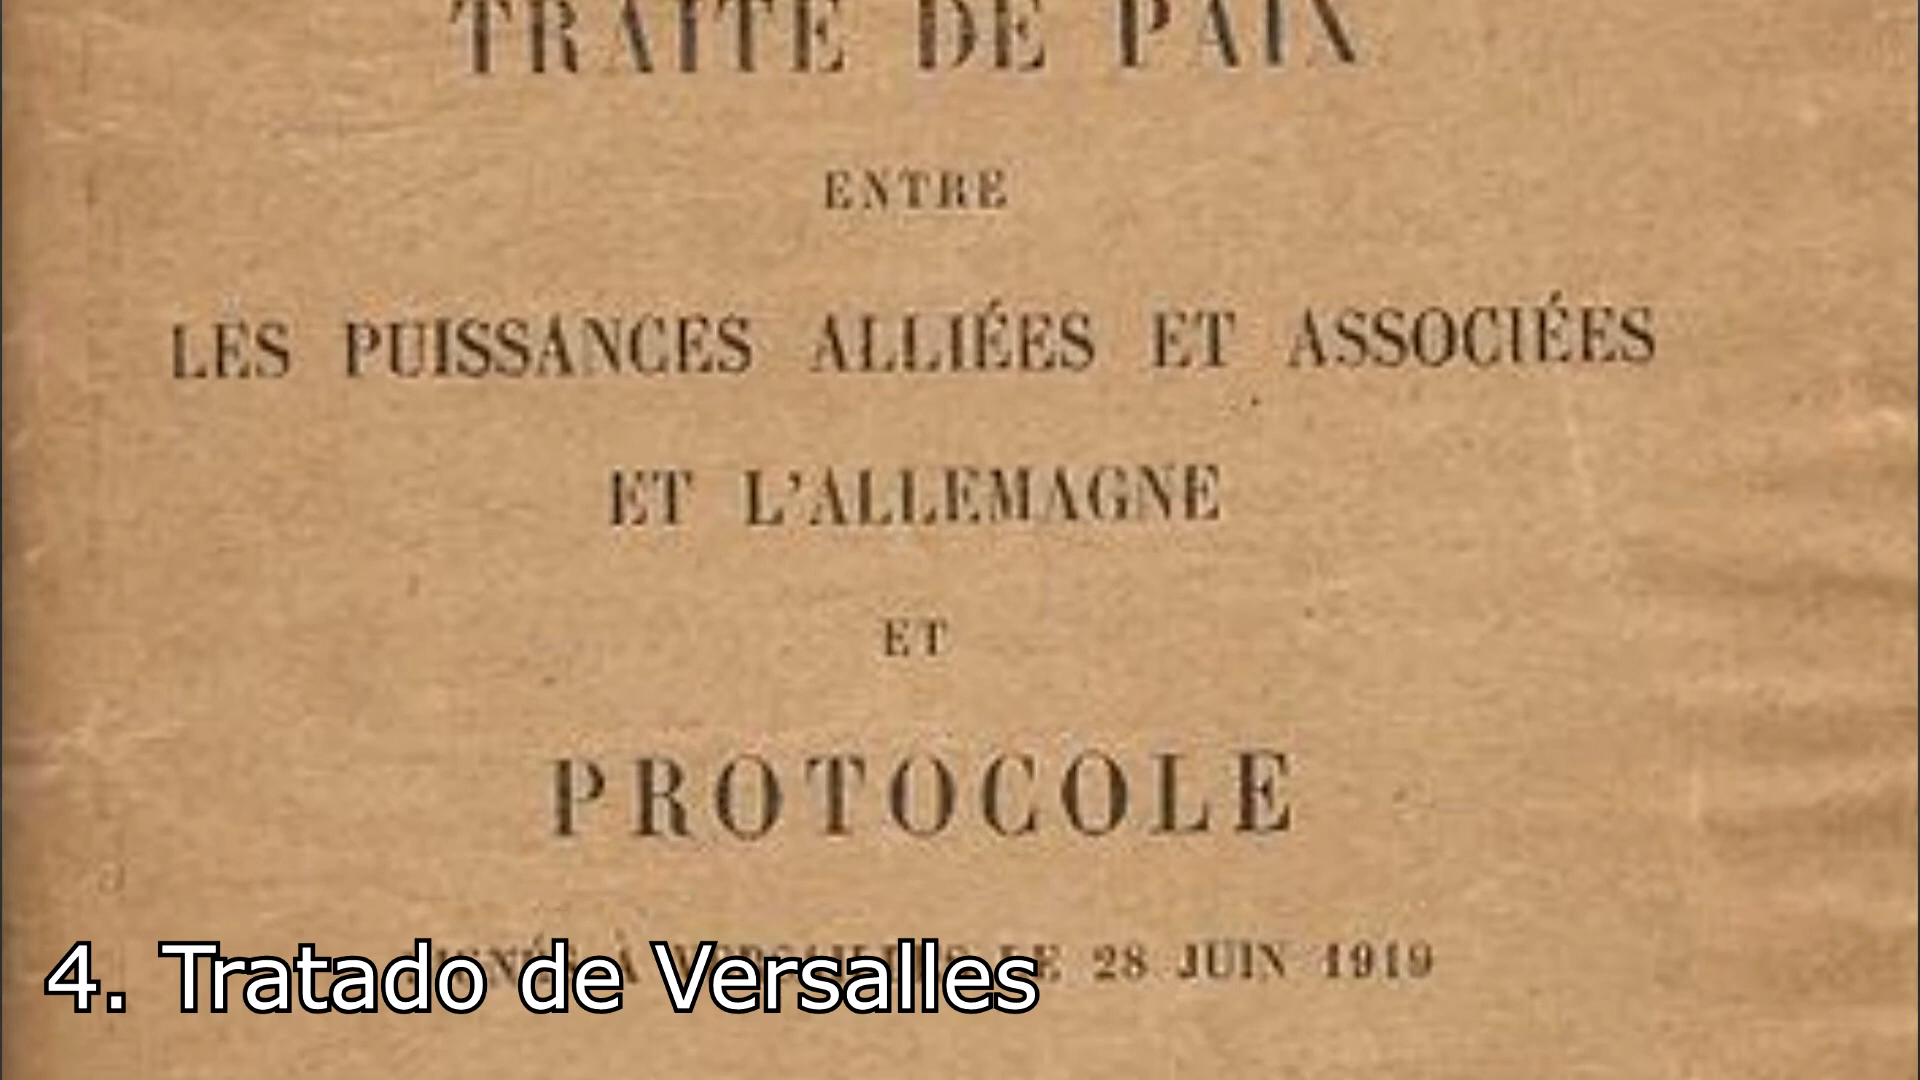 TRAITÉ DE PAIX
ENTRE
LES PUISSANCES ALLIÉES ET ASSOCIÉES
ET L'ALLEMAGNE
ET
PROTOCOLE
LE 28 JUIN 1919
4. Tratado de Versalles